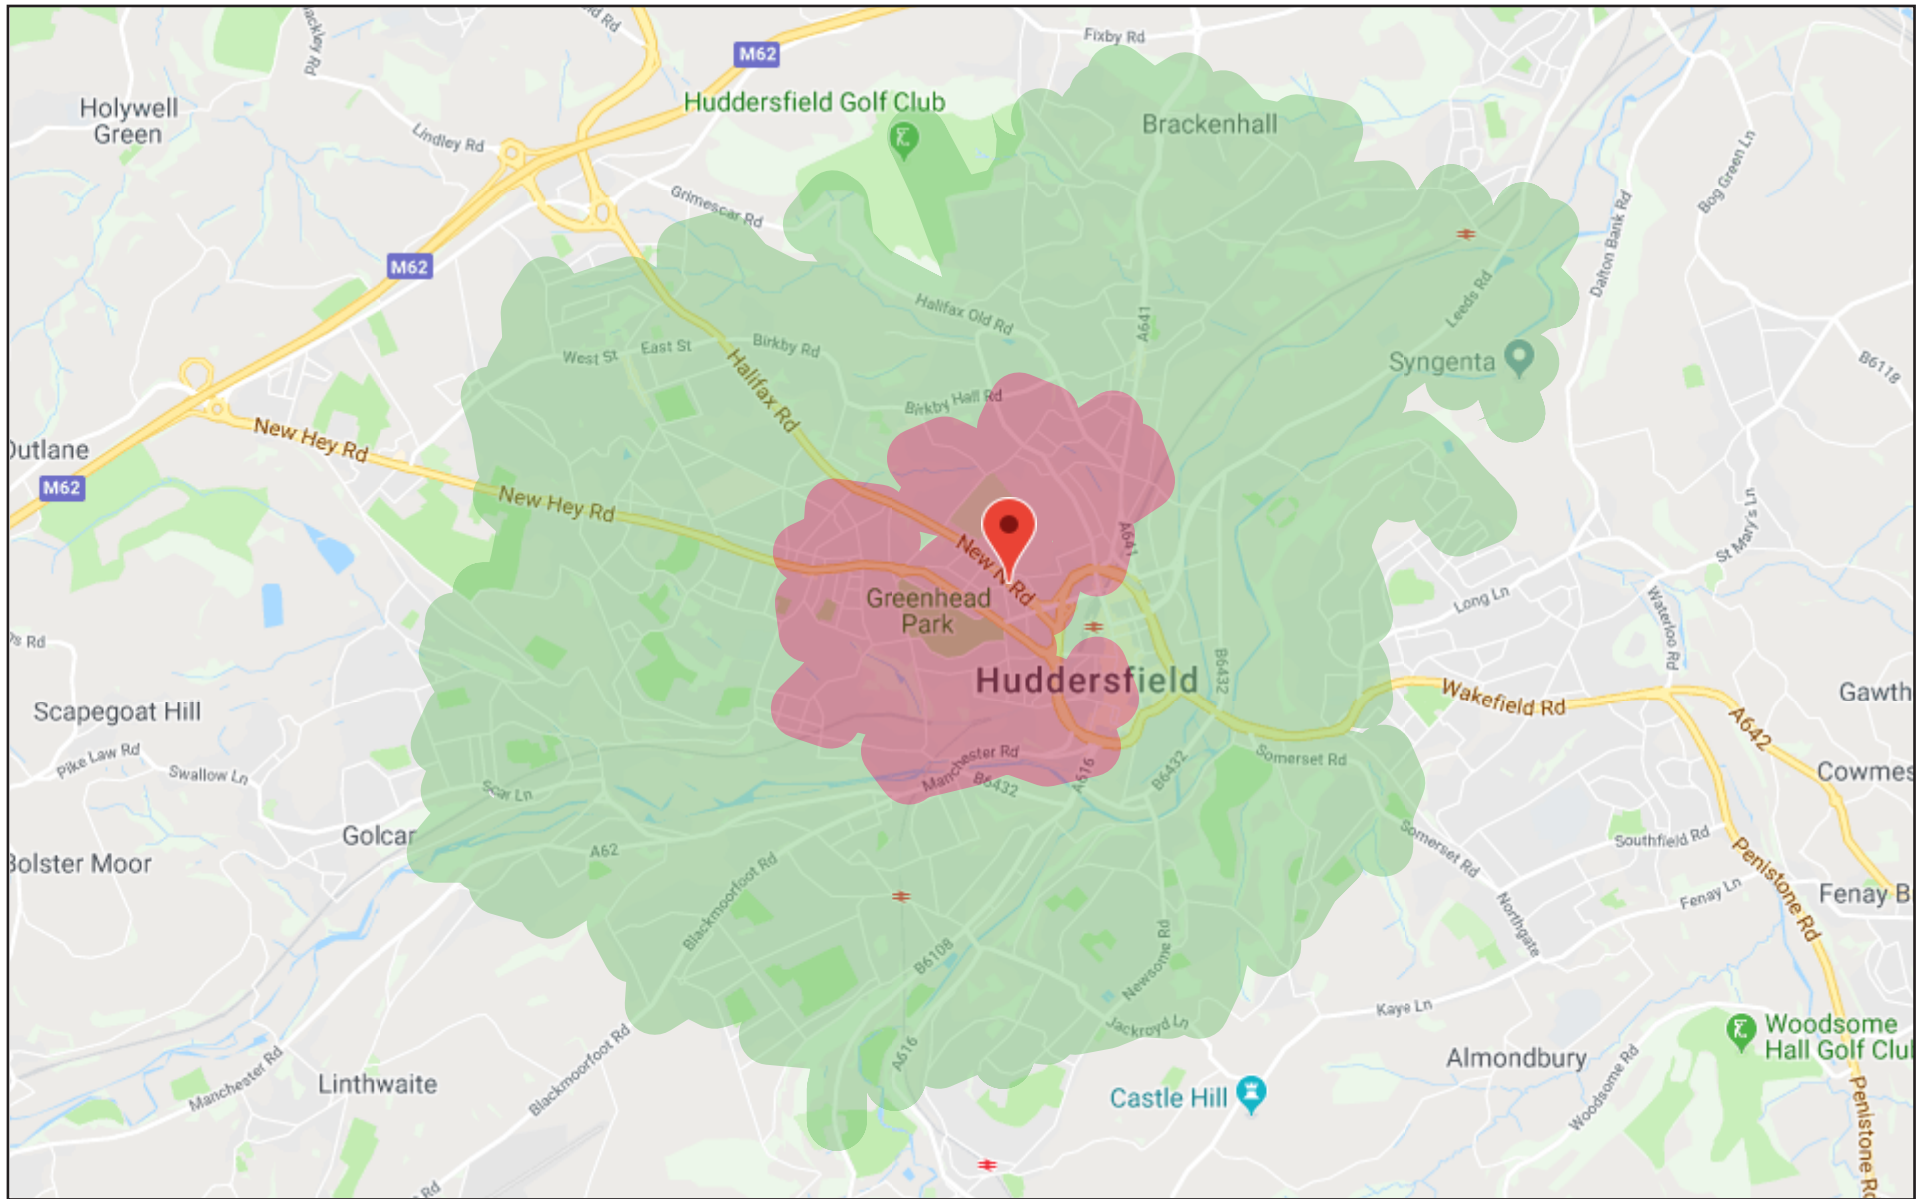 Fixby Rd
M62
Huddersfield Golf Club
Holywell
Green
Brackenhall
Lindley Rd
Bog Green Ln
Grimescar Rd
Dalton Bank Rd
M62
Leeds Rd
Halifax Old Rd
A641
Birkby Rd
East St
West St
Syngenta
B6118
Halifax Rd
Birkby Hall Rd
New Hey Rd
Outlane
M62
New Hey Rd
St Mary's Ln
A641
New N Rd
Greenhead
Park
Long Ln
Waterloo Rd
Huddersfield
B6432
Wakefield Rd
Gawth
Scapegoat Hill
A642
Pike Law Rd
Swallow Ln
Manchester Rd
Somerset Rd
B6432
A616
B6432
Cowmes
Scar Ln
Golcar
A62
Bolster Moor
Somerset Rd
Southfield Rd
Penistone Rd
Fenay Ln
Fenay B
Blackmoorfoot Rd
Northgate
B6108
Newsome Rd
Kaye Ln
Jackroyd Ln
Woodsome
Hall Golf Clu
A616
Almondbury
Manchester Rd
Linthwaite
Blackmoorfoot Rd
Castle Hill
Woodsome Rd
Penistone Rd
Rd